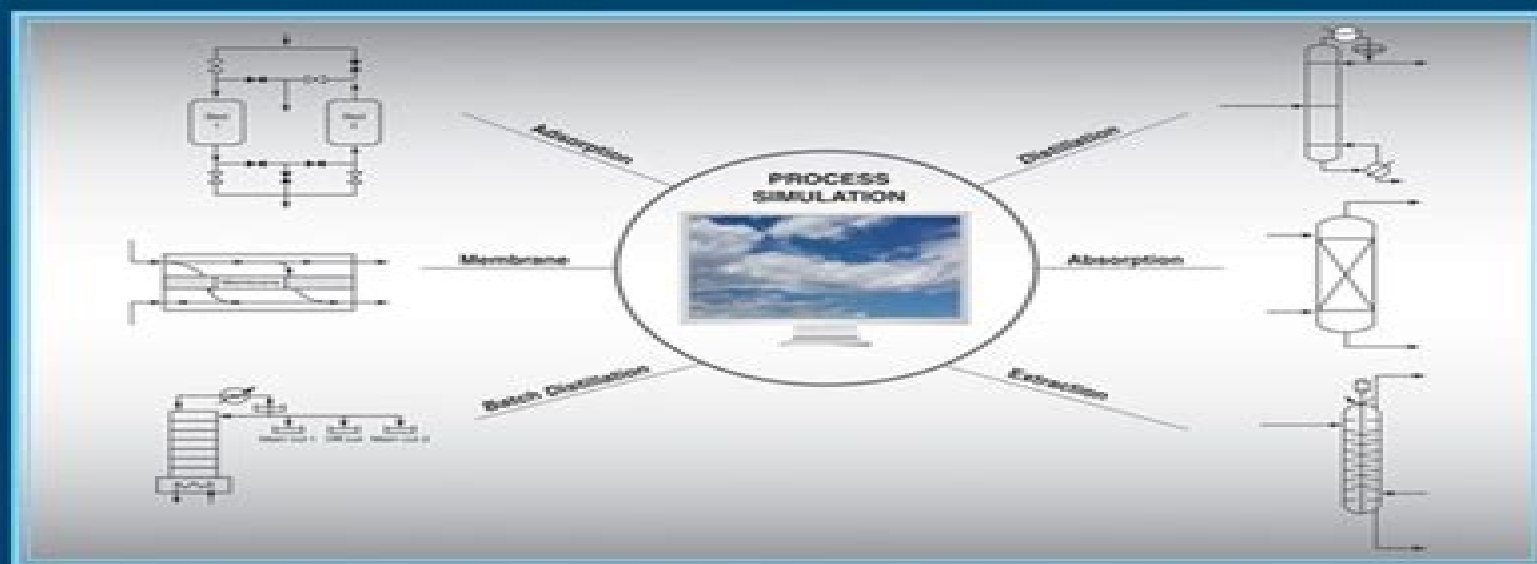 Adsorption
Distillation
PROCESS
SIMULATION
Membrane
Absorption
Batch Distillation
Extraction